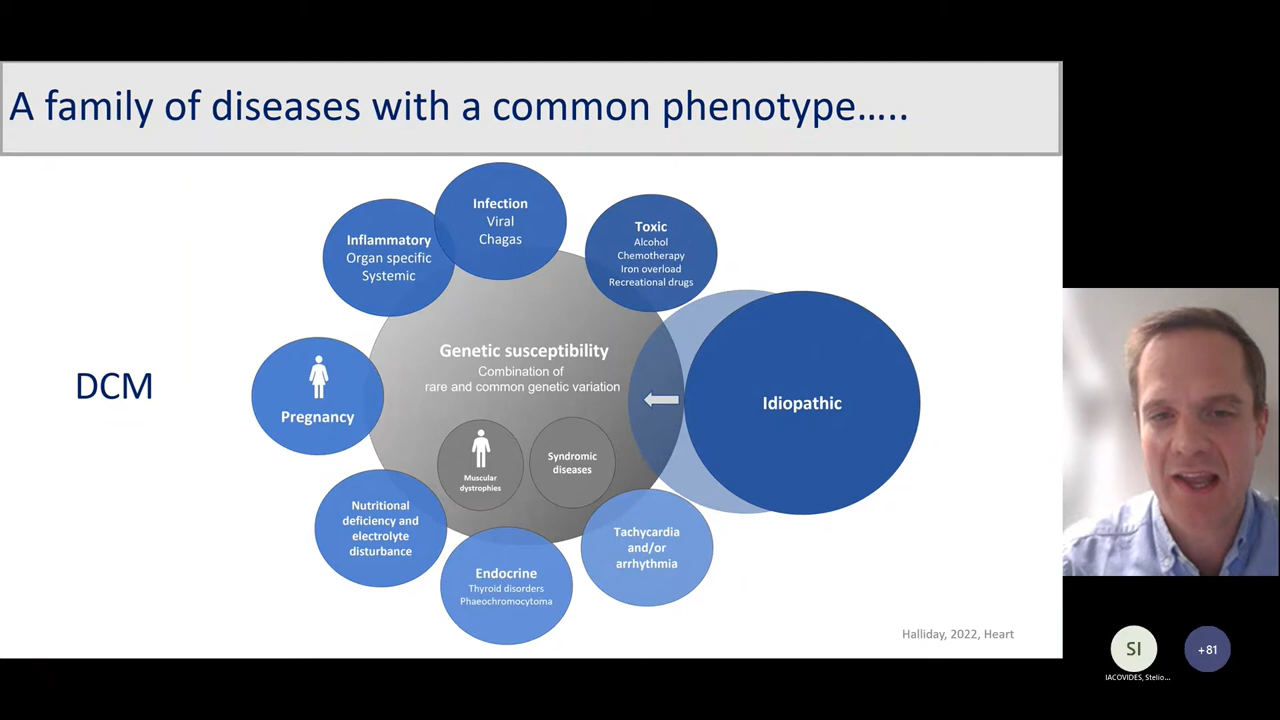 A family of diseases with a common phenotype…..
DCM
Infection
Viral
Chagas
Inflammatory
Organ specific
Systemic
Toxic
Alcohol
Chemotherapy
Iron overload
Recreational drugs
Genetic susceptibility
Combination of
rare and common genetic variation
Idiopathic
Pregnancy
Muscular
dystrophies
Syndromic
diseases
Nutritional
deficiency and
electrolyte
disturbance
Endocrine
Thyroid disorders
Phaeochromocytoma
Tachycardia
and/or
arrhythmia
Halliday, 2022, Heart
SI
+81
IACOVIDES, Stelio...